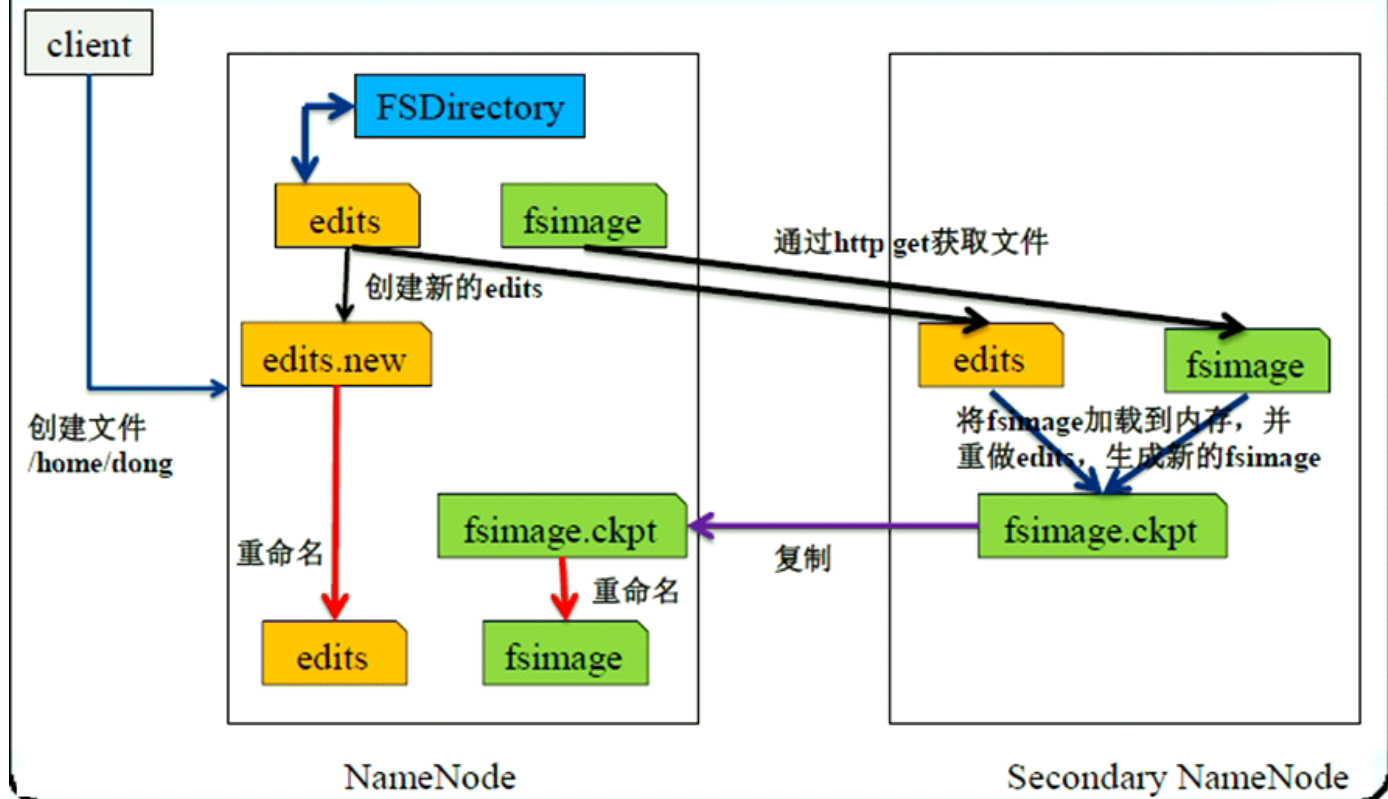 client
FSDirectory
edits
fsimage
通过http get获取文件
创建新的edits
edits.new
edits
fsimage
创建文件
/home/dong
将fsimage加载到内存，并
重做edits，生成新的fsimage
fsimage.ckpt
fsimage.ckpt
重命名
复制
重命名
edits
fsimage
NameNode
Secondary NameNode